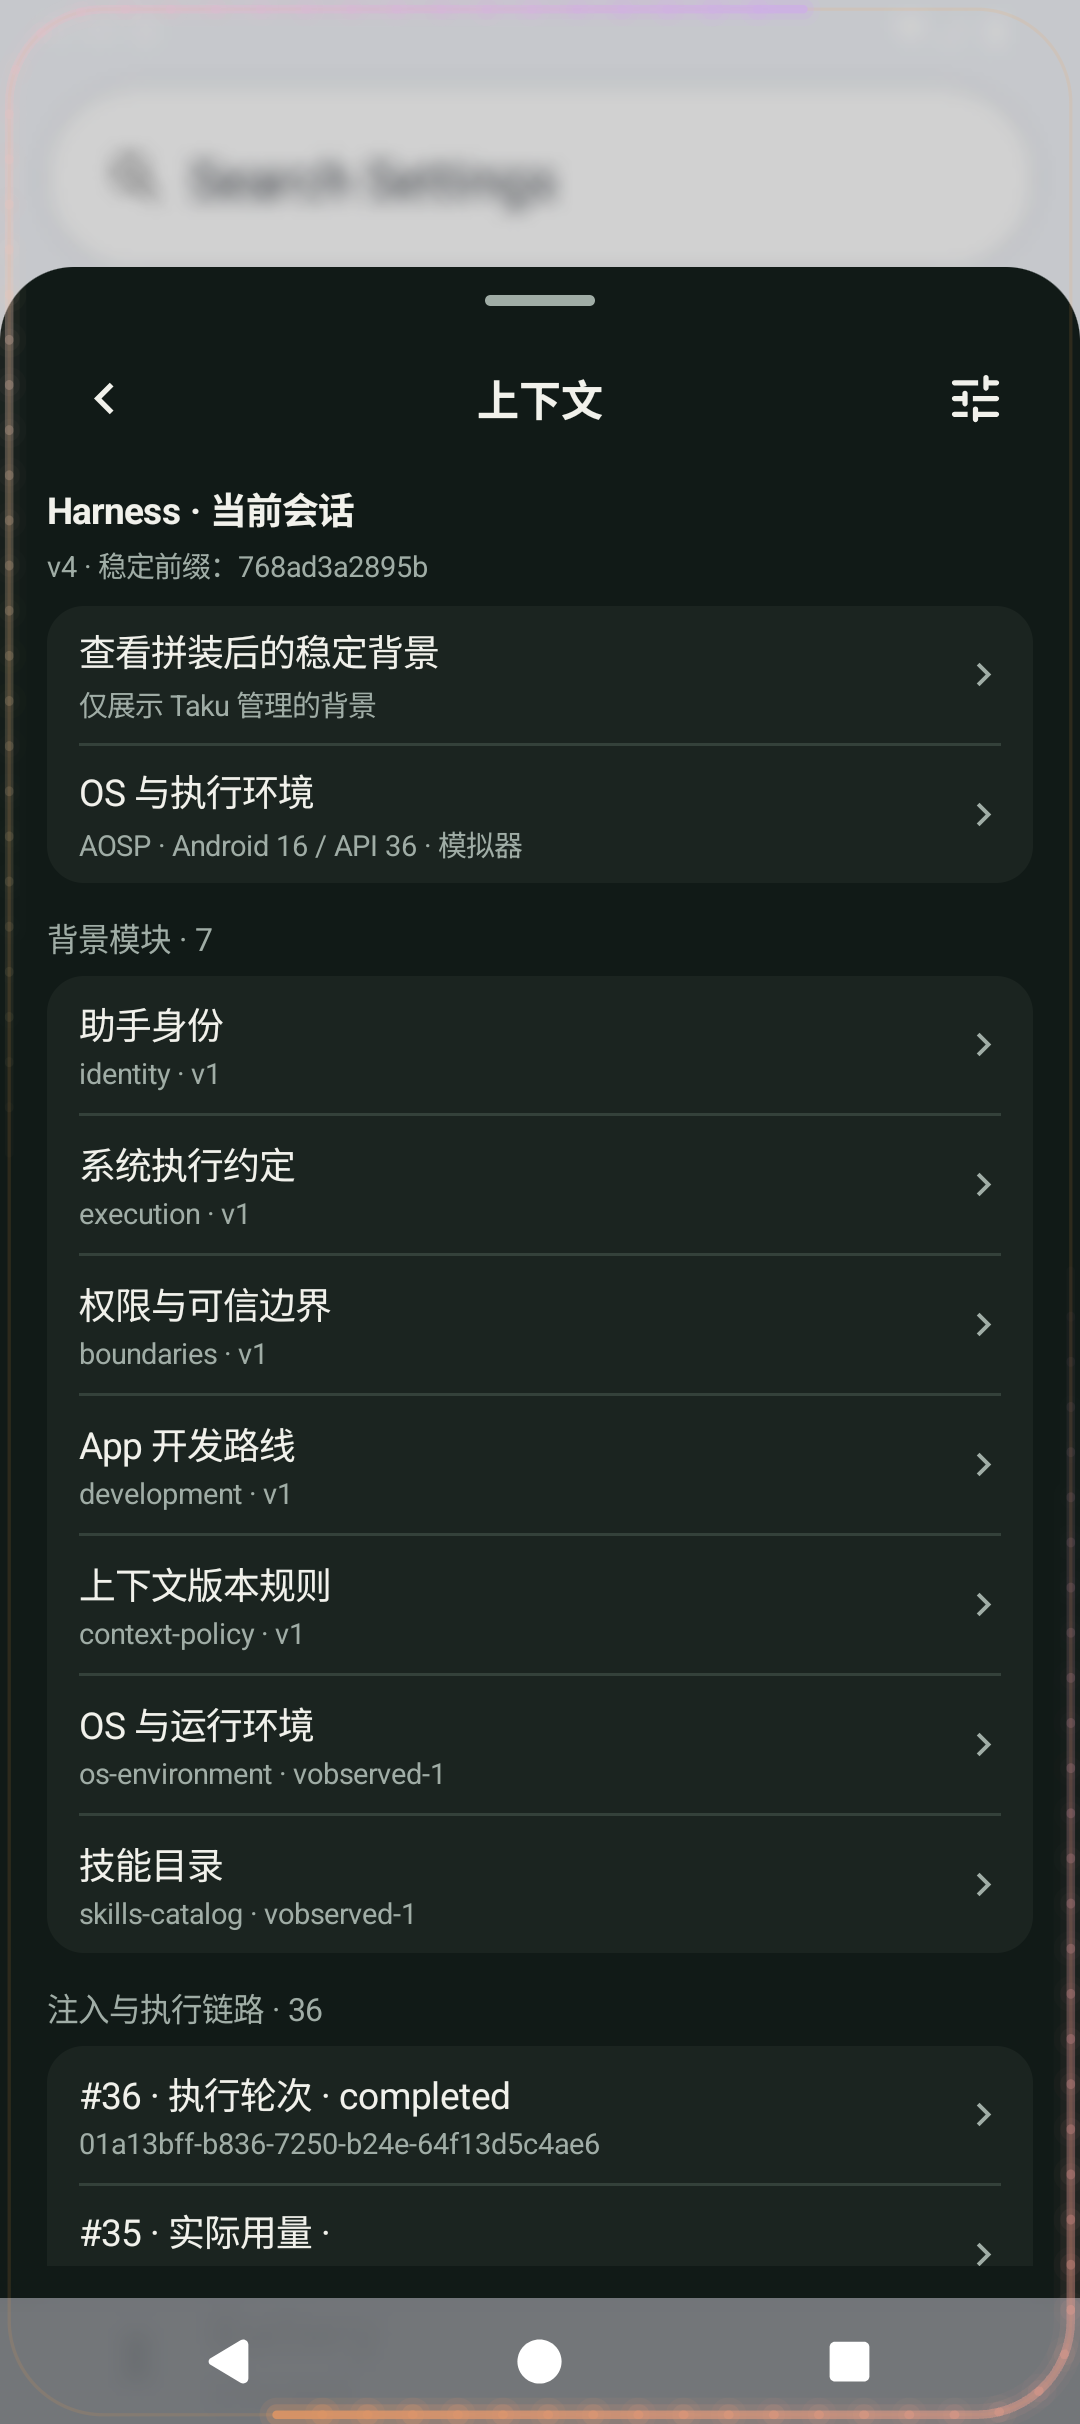 Search Settings
上下文
Harness · 当前会话
v4 · 稳定前缀：768ad3a2895b
查看拼装后的稳定背景
仅展示 Taku 管理的背景
OS 与执行环境
AOSP · Android 16 / API 36 · 模拟器
背景模块 · 7
助手身份
identity · v1
系统执行约定
execution · v1
权限与可信边界
boundaries · v1
App 开发路线
development · v1
上下文版本规则
context-policy · v1
OS 与运行环境
os-environment · vobserved-1
技能目录
skills-catalog · vobserved-1
注入与执行链路 · 36
#36 · 执行轮次 · completed
01a13bff-b836-7250-b24e-64f13d5c4ae6
#35 · 实际用量 ·